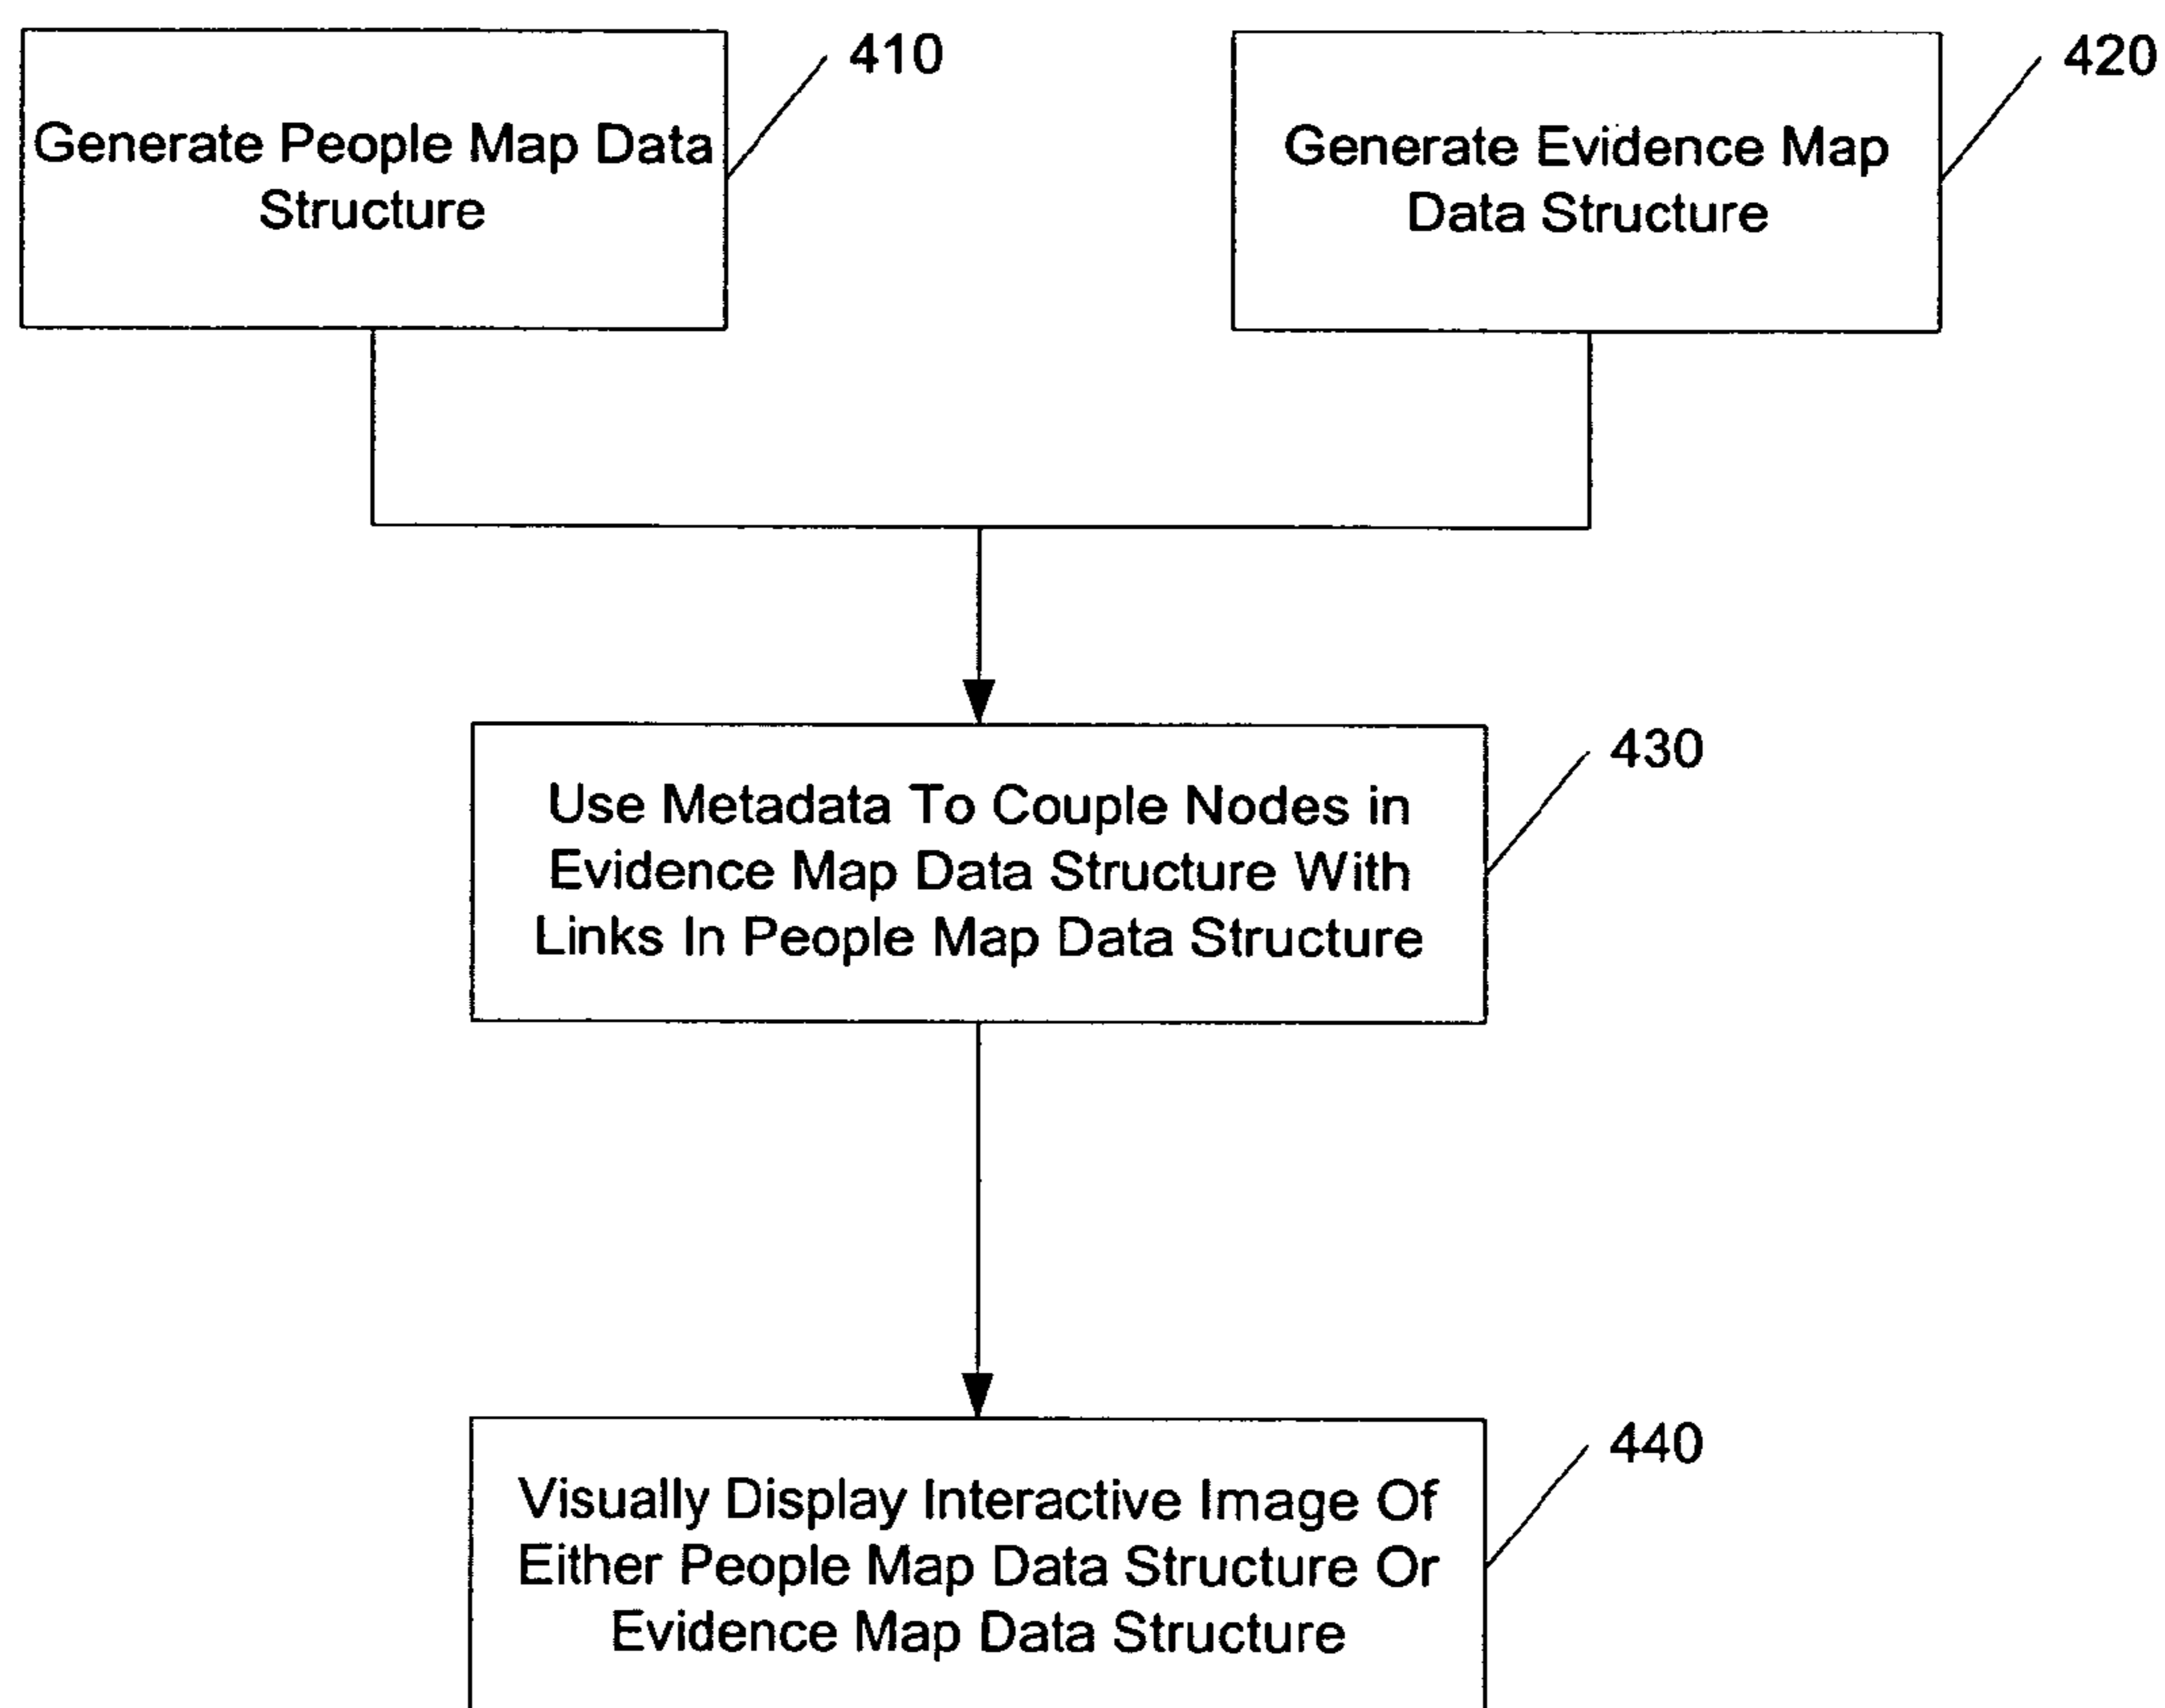 410
Generate People Map Data
Structure
420
Generate Evidence Map
Data Structure
430
Use Metadata To Couple Nodes in
Evidence Map Data Structure With
Links In People Map Data Structure
440
Visually Display Interactive Image Of
Either People Map Data Structure Or
Evidence Map Data Structure